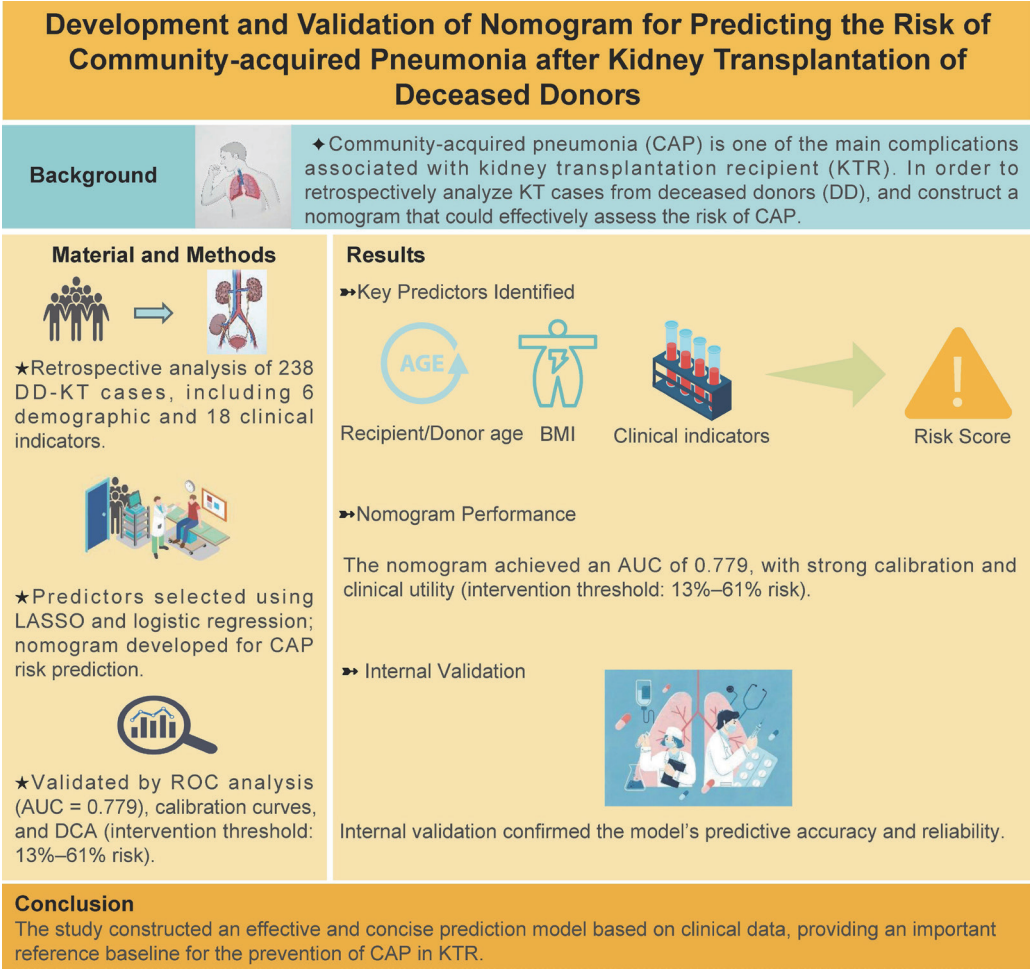 Development and Validation of Nomogram for Predicting the Risk of
Community-acquired Pneumonia after Kidney Transplantation of
Deceased Donors
Background
✦Community-acquired pneumonia (CAP) is one of the main complications
associated with kidney transplantation recipient (KTR). In order to
retrospectively analyze KT cases from deceased donors (DD), and construct a
nomogram that could effectively assess the risk of CAP.
Material and Methods
★Retrospective analysis of 238
DD-KT cases, including 6
demographic and 18 clinical
indicators.
★Predictors selected using
LASSO and logistic regression;
nomogram developed for CAP
risk prediction.
★Validated by ROC analysis
(AUC = 0.779), calibration curves,
and DCA (intervention threshold:
13%–61% risk).
Results
➽Key Predictors Identified
AGE
Recipient/Donor age
BMI
Clinical indicators
Risk Score
➽Nomogram Performance
The nomogram achieved an AUC of 0.779, with strong calibration and
clinical utility (intervention threshold: 13%–61% risk).
➽ Internal Validation
Internal validation confirmed the model's predictive accuracy and reliability.
Conclusion
The study constructed an effective and concise prediction model based on clinical data, providing an important
reference baseline for the prevention of CAP in KTR.